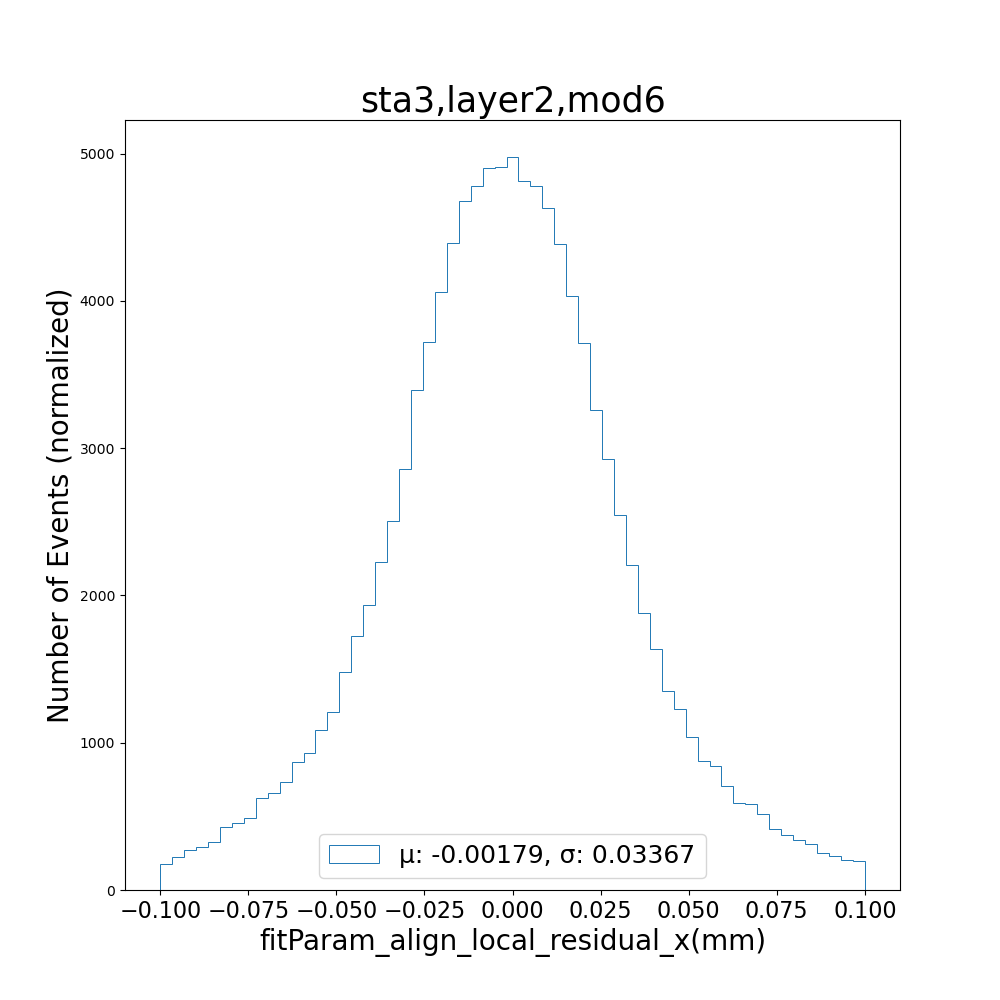 sta3,layer2,mod6
Number of Events (normalized)
5000
4000
3000
2000
1000
0
μ: -0.00179, σ: 0.03367
−0.100 −0.075 −0.050 −0.025 0.000 0.025 0.050 0.075 0.100
fitParam_align_local_residual_x(mm)